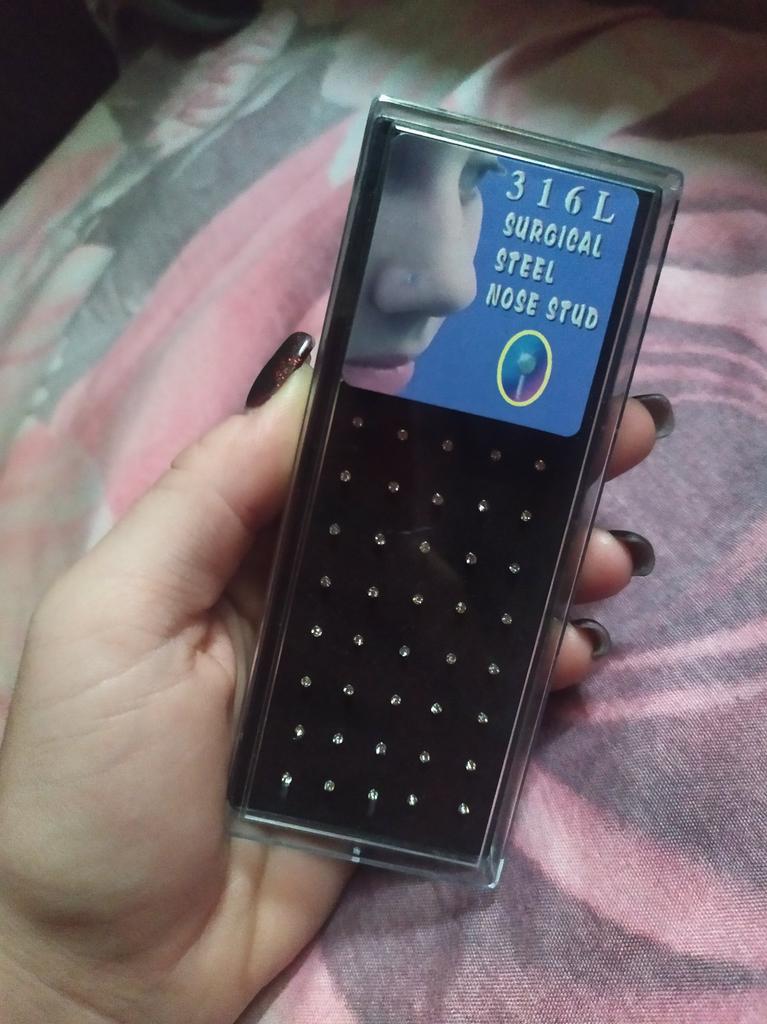 316L
SURGICAL
STEEL
NOSE STUD